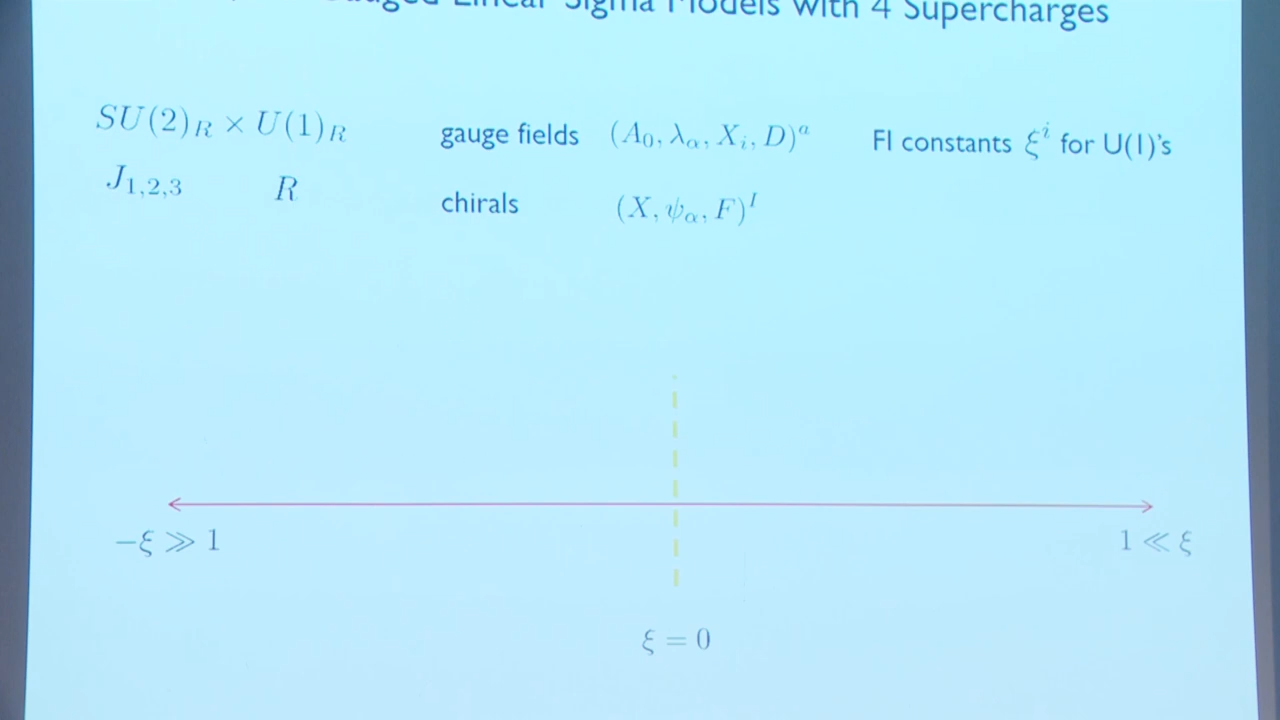 Linear Sigma Models with 4 Supercharges
SU(2)_R × U(1)_R gauge fields (A_0, λ_α, X_i, D)^a FI constants ξ^i for U(1)'s
J_{1,2,3} R chirals (X, ψ_α, F)^I
−ξ ≫ 1 1 ≪ ξ
ξ = 0